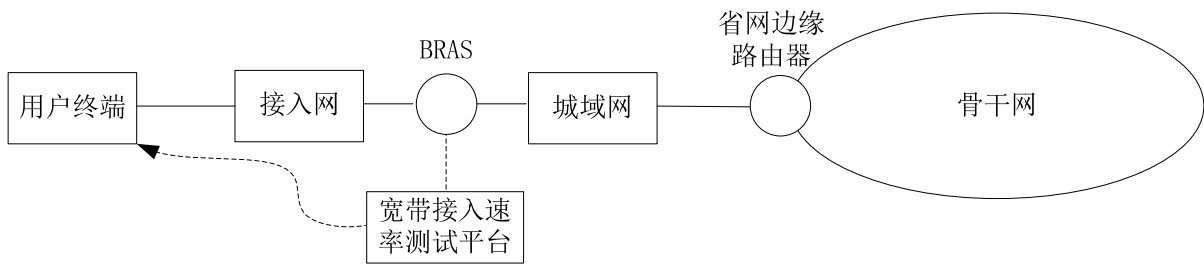 省网边缘
路由器
BRAS
用户终端
接入网
城域网
骨干网
宽带接入速
率测试平台